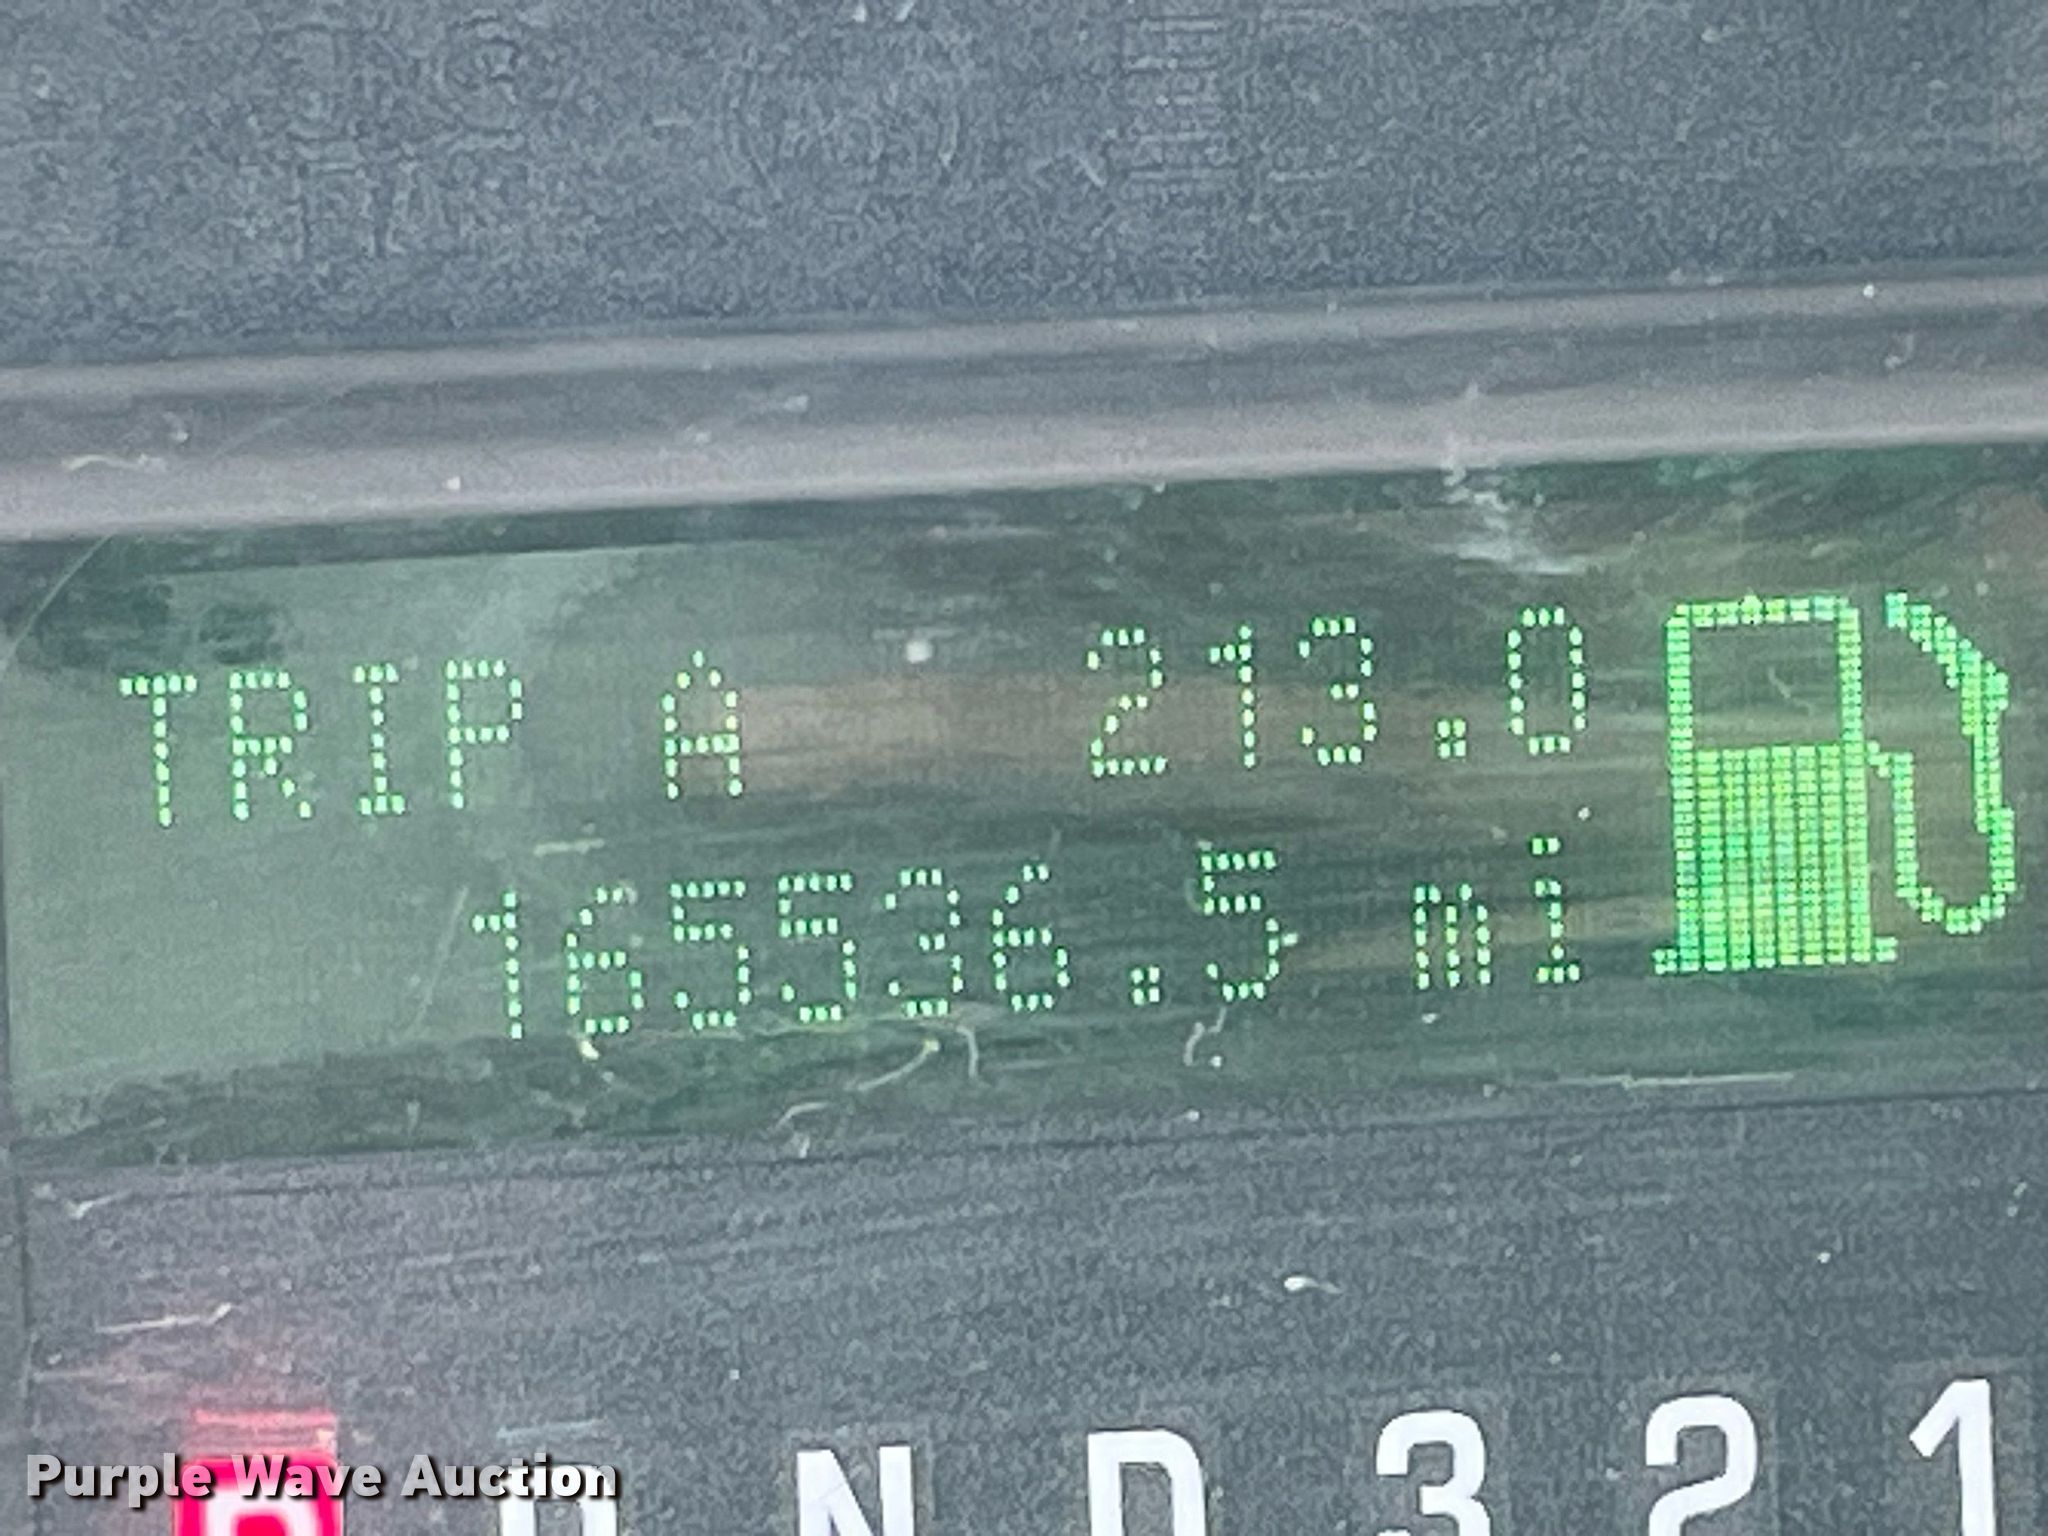 TRIP A 213.0
165536.5 mi
P R N D 3 2 1
Purple Wave Auction